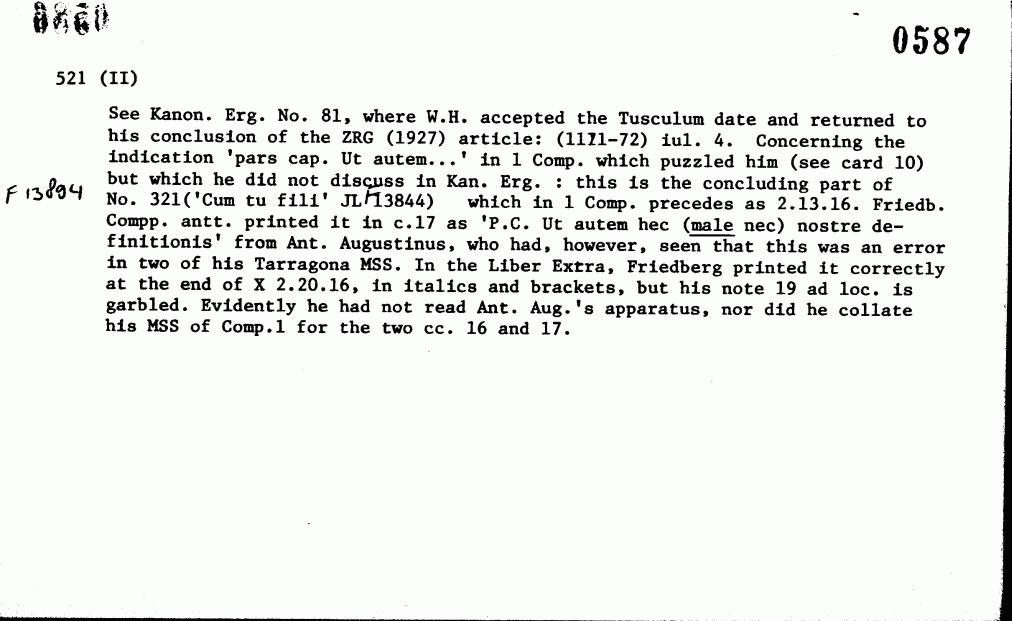 0587
521 (II)
See Kanon. Erg. No. 81, where W.H. accepted the Tusculum date and returned to
his conclusion of the ZRG (1927) article: (1171-72) iul. 4. Concerning the
indication 'pars cap. Ut autem...' in 1 Comp. which puzzled him (see card 10)
but which he did not discuss in Kan. Erg. : this is the concluding part of
F 13894
No. 321('Cum tu fili' JL 13844) which in 1 Comp. precedes as 2.13.16. Friedb.
Compp. antt. printed it in c.17 as 'P.C. Ut autem hec (male nec) nostre de-
finitionis' from Ant. Augustinus, who had, however, seen that this was an error
in two of his Tarragona MSS. In the Liber Extra, Friedberg printed it correctly
at the end of X 2.20.16, in italics and brackets, but his note 19 ad loc. is
garbled. Evidently he had not read Ant. Aug.'s apparatus, nor did he collate
his MSS of Comp.1 for the two cc. 16 and 17.